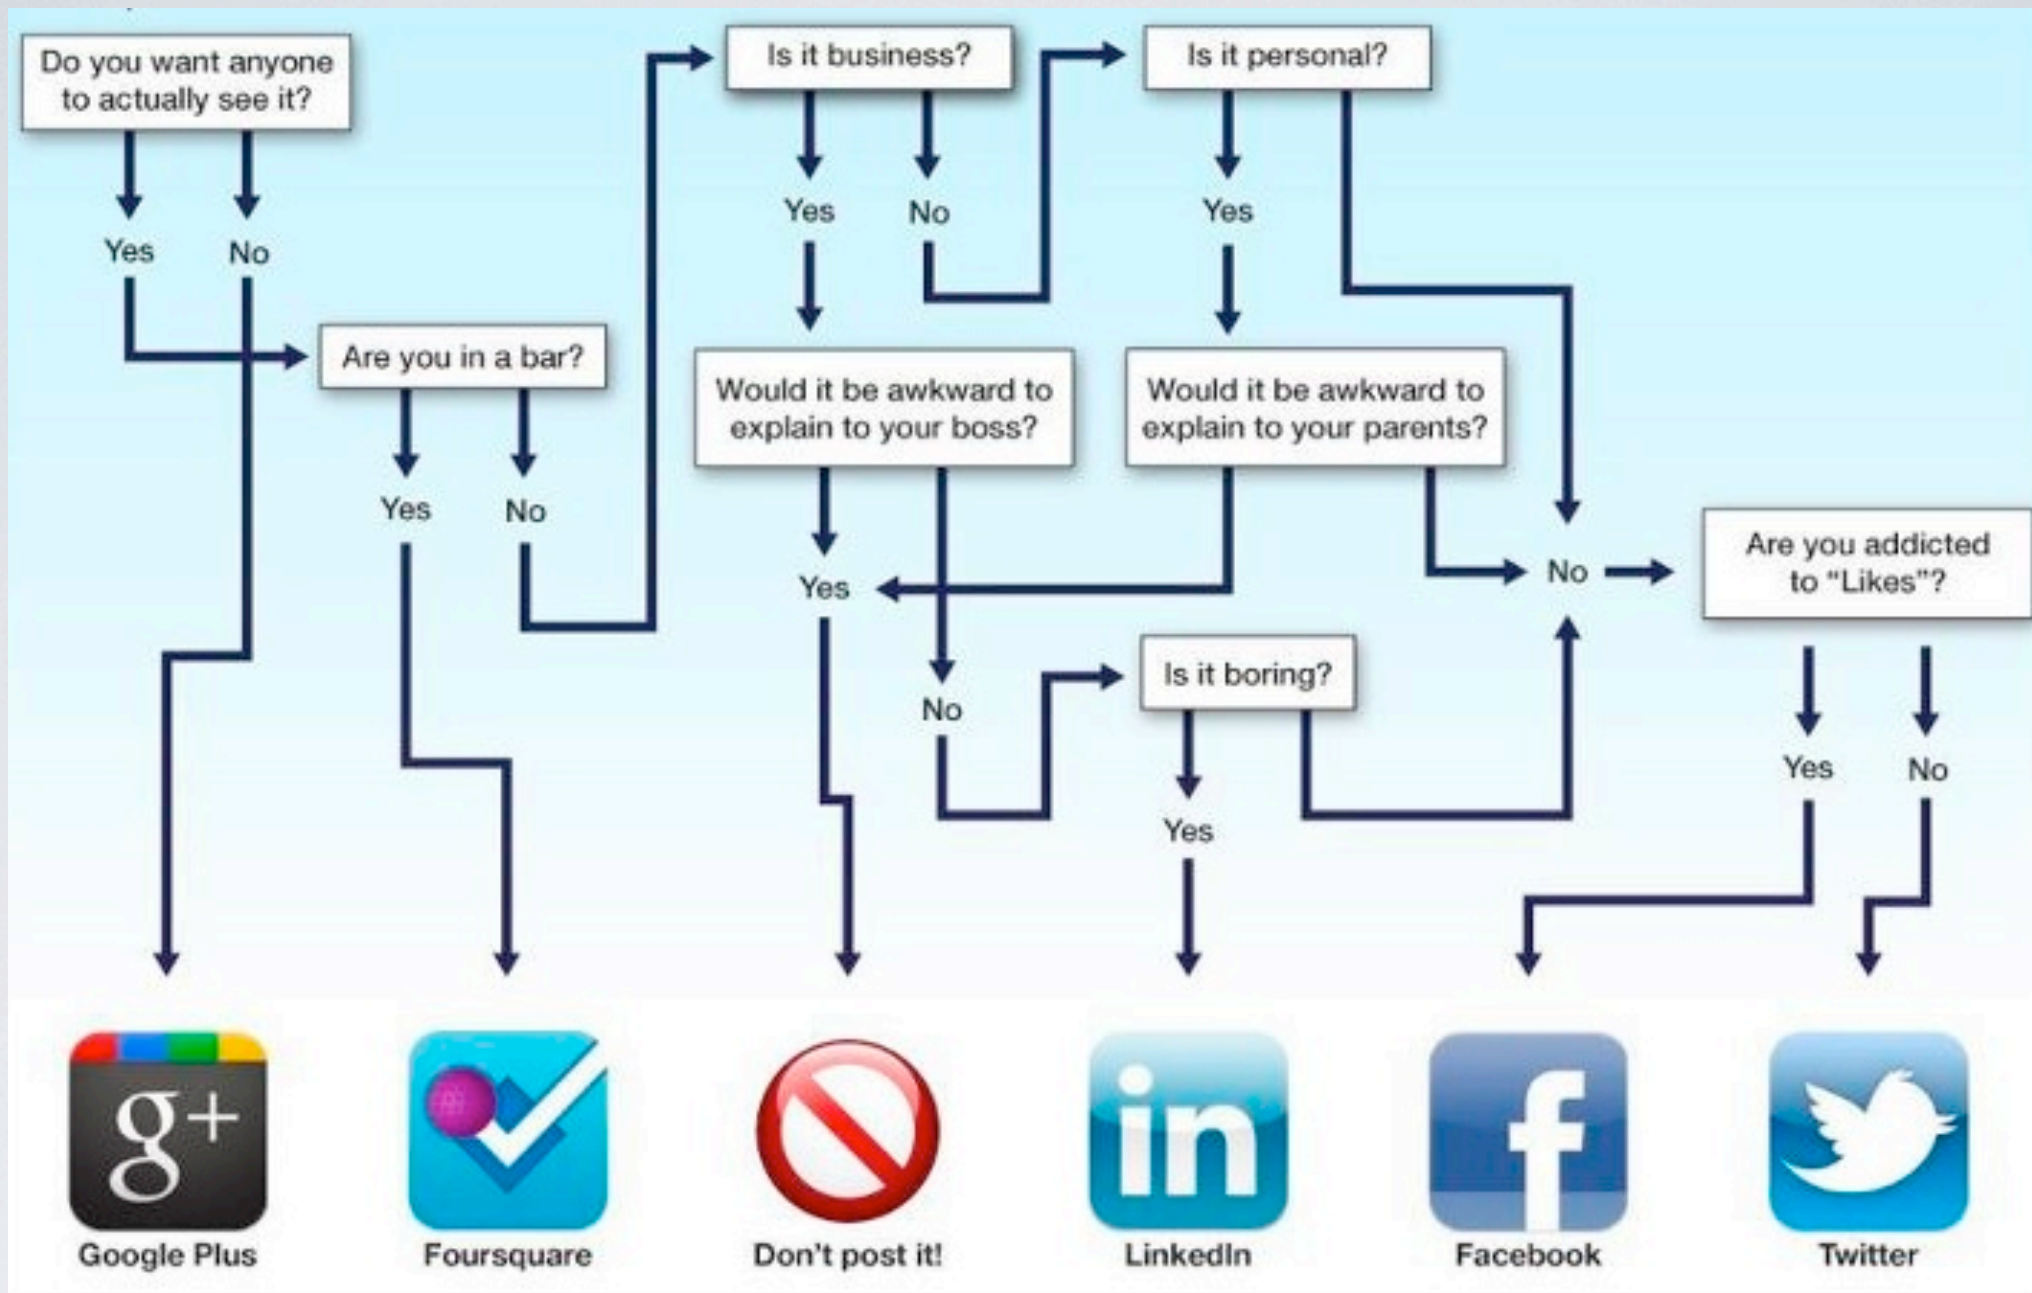 Do you want anyone
to actually see it?
Yes
No
Are you in a bar?
Yes
No
Is it business?
Yes
No
Is it personal?
Yes
Would it be awkward to
explain to your boss?
Would it be awkward to
explain to your parents?
Yes
No
Is it boring?
Yes
No
Are you addicted
to “Likes”?
Yes
No
g+
in
f
Google Plus
Foursquare
Don't post it!
LinkedIn
Facebook
Twitter